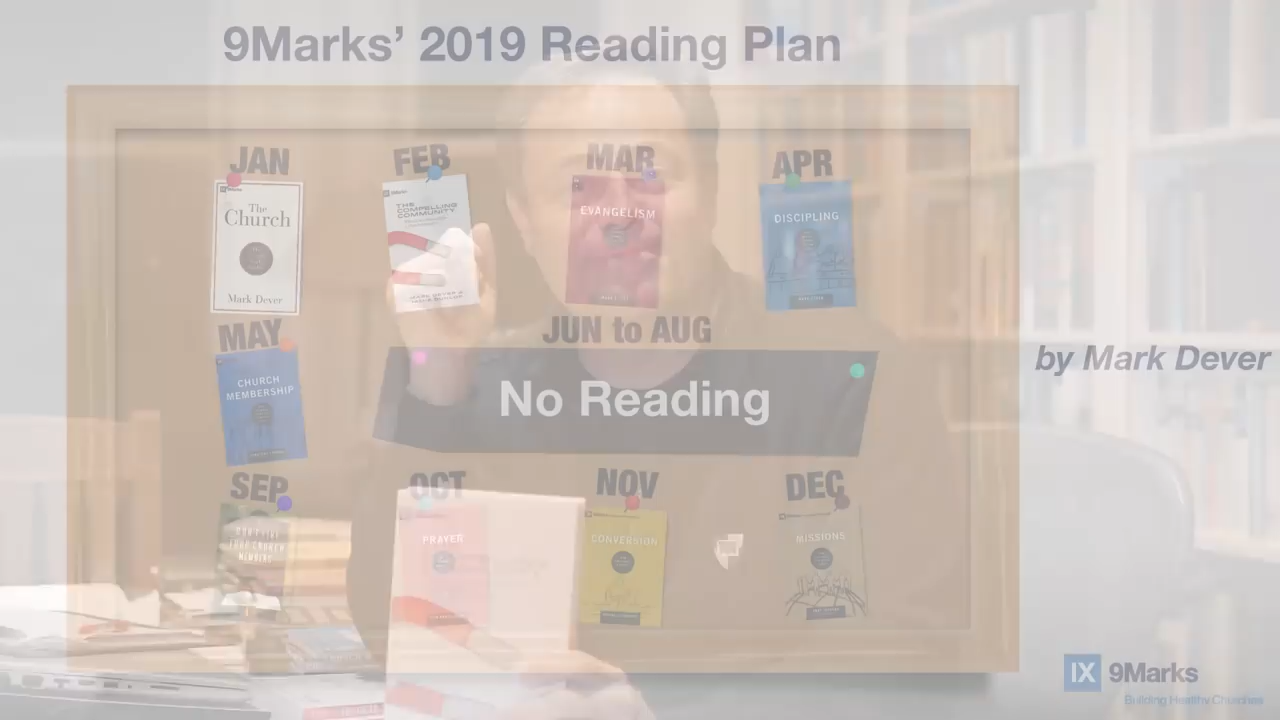 9Marks’ 2019 Reading Plan
JAN
FEB
MAR
APR
The
Church
Mark Dever
THE
COMPELLING
COMMUNITY
EVANGELISM
DISCIPLING
MAY
JUN to AUG
CHURCH
MEMBERSHIP
No Reading
by Mark Dever
SEP
OCT
NOV
DEC
PRAYER
CONVERSION
MISSIONS
IX 9Marks
Building Healthy Churches